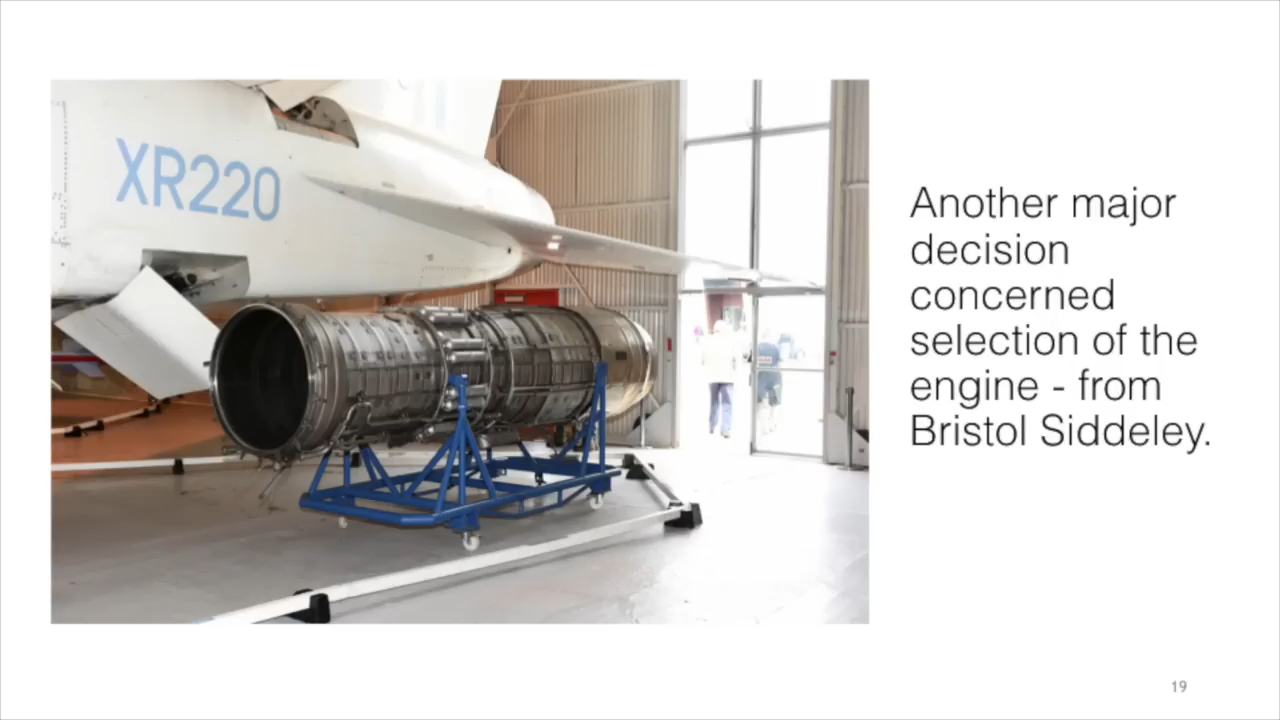 XR220
Another major
decision
concerned
selection of the
engine - from
Bristol Siddeley.
19